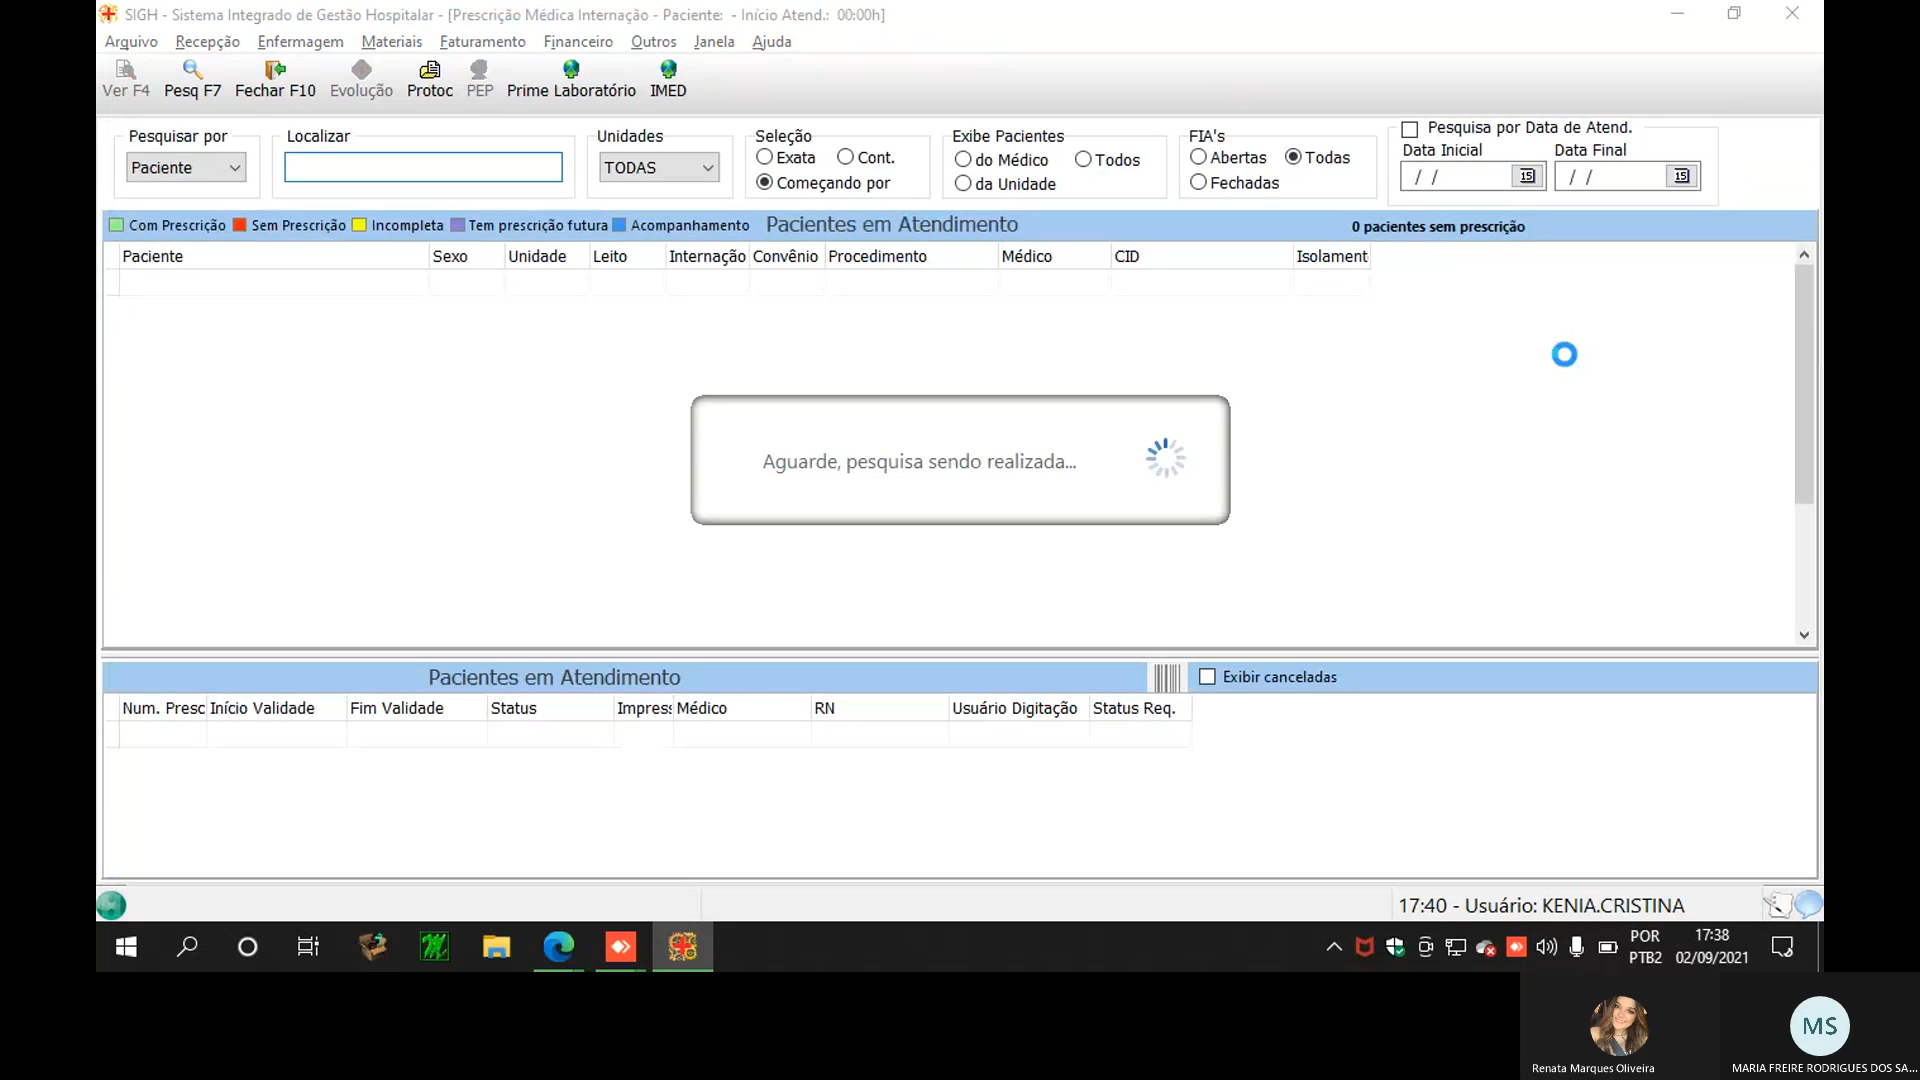 SIGH - Sistema Integrado de Gestão Hospitalar - [Prescrição Médica Internação - Paciente: - Início Atend.: 00:00h]
Arquivo Recepção Enfermagem Materiais Faturamento Financeiro Outros Janela Ajuda
Ver F4 Pesq F7 Fechar F10 Evolução Protoc PEP Prime Laboratório IMED
Pesquisar por Localizar Unidades Seleção Exibe Pacientes FIA's Pesquisa por Data de Atend.
Data Inicial Data Final
Paciente TODAS Exata Cont. do Médico Todos Abertas Todas / / 15 / / 15
Começando por da Unidade Fechadas
Com Prescrição Sem Prescrição Incompleta Tem prescrição futura Acompanhamento Pacientes em Atendimento 0 pacientes sem prescrição
Paciente Sexo Unidade Leito Internação Convênio Procedimento Médico CID Isolament
Aguarde, pesquisa sendo realizada...
Pacientes em Atendimento Exibir canceladas
Num. Presc Início Validade Fim Validade Status Impress Médico RN Usuário Digitação Status Req.
17:40 - Usuário: KENIA.CRISTINA
POR 17:38
PTB2 02/09/2021
MS
Renata Marques Oliveira MARIA FREIRE RODRIGUES DOS SA...